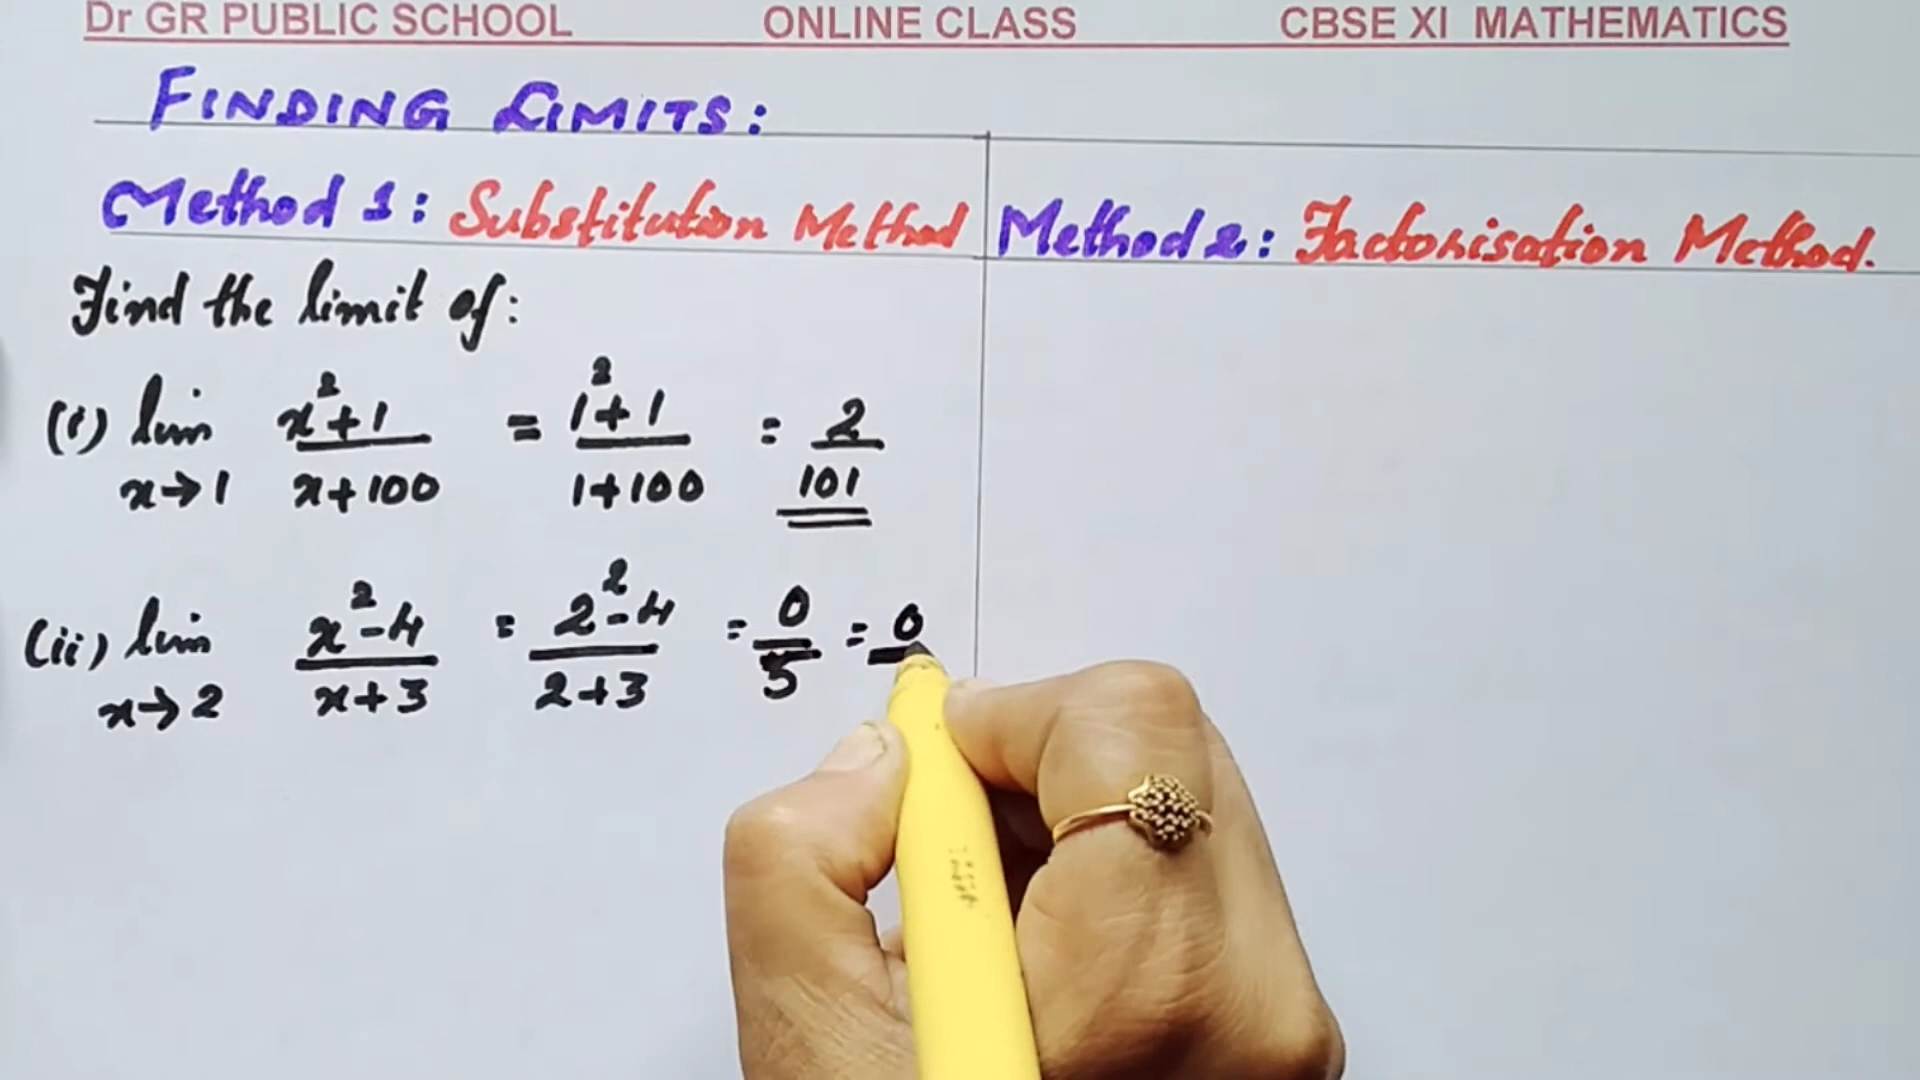 Dr GR PUBLIC SCHOOL ONLINE CLASS CBSE XI MATHEMATICS
FINDING LIMITS:
Method 1: Substitution Method
Find the limit of:
(i) lim x→1 x²+1 / x+100 = 1²+1 / 1+100 = 2 / 101
(ii) lim x→2 x²-4 / x+3 = 2²-4 / 2+3 = 0/5 = 0
Method 2: Factorisation Method.